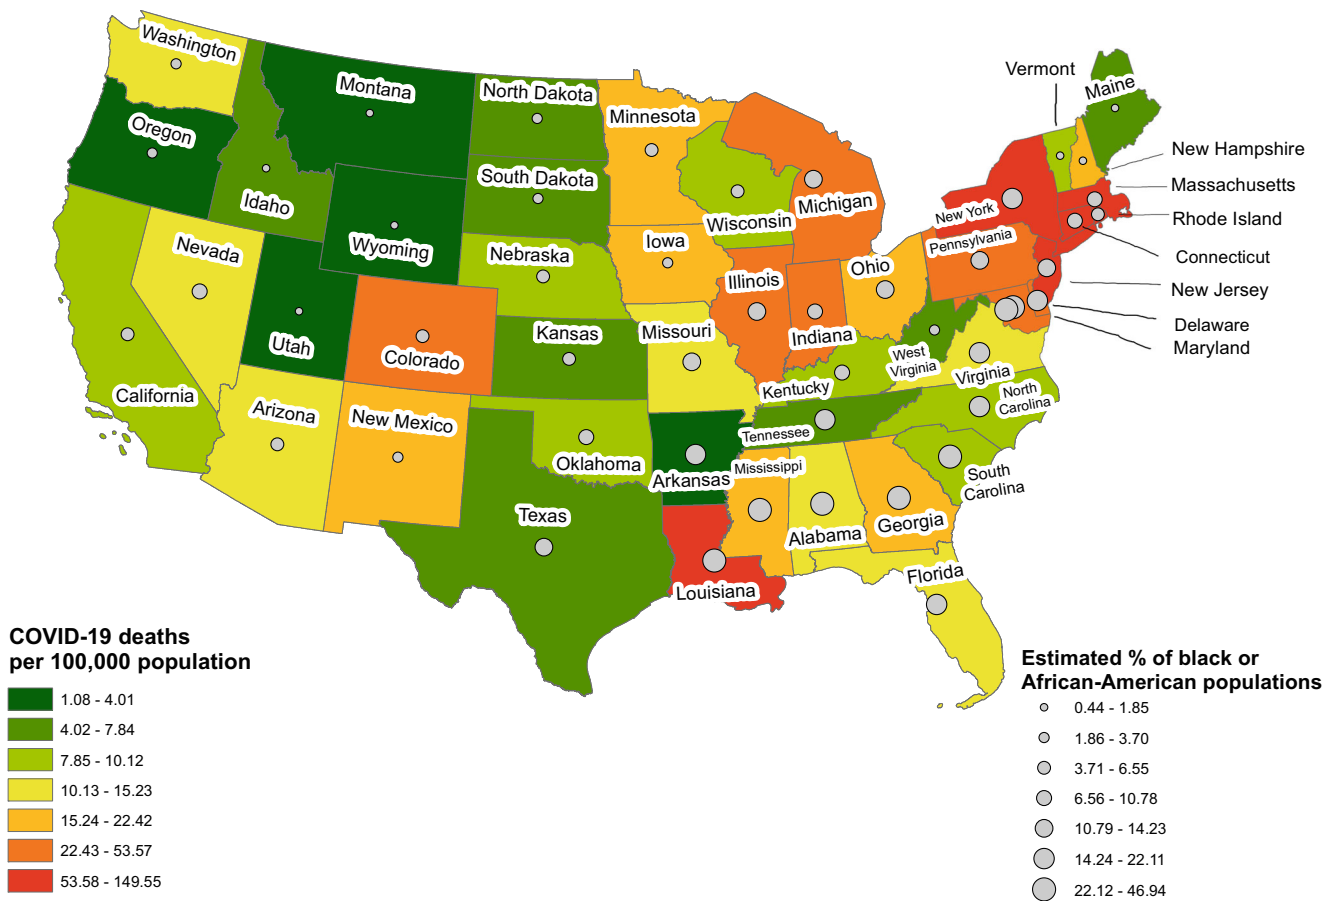 Washington
Montana
North Dakota
Minnesota
Vermont
Maine
Oregon
Idaho
South Dakota
Wisconsin
Michigan
New York
New Hampshire
Massachusetts
Rhode Island
Connecticut
New Jersey
Delaware
Maryland
Wyoming
Nevada
Nebraska
Iowa
Illinois
Indiana
Ohio
Pennsylvania
Utah
Colorado
Kansas
Missouri
Kentucky
West
Virginia
Virginia
California
Arizona
New Mexico
Oklahoma
Arkansas
Tennessee
North
Carolina
South
Carolina
Mississippi
Alabama
Georgia
Texas
Louisiana
Florida
COVID-19 deaths
per 100,000 population
1.08 - 4.01
4.02 - 7.84
7.85 - 10.12
10.13 - 15.23
15.24 - 22.42
22.43 - 53.57
53.58 - 149.55
Estimated % of black or
African-American populations
0.44 - 1.85
1.86 - 3.70
3.71 - 6.55
6.56 - 10.78
10.79 - 14.23
14.24 - 22.11
22.12 - 46.94